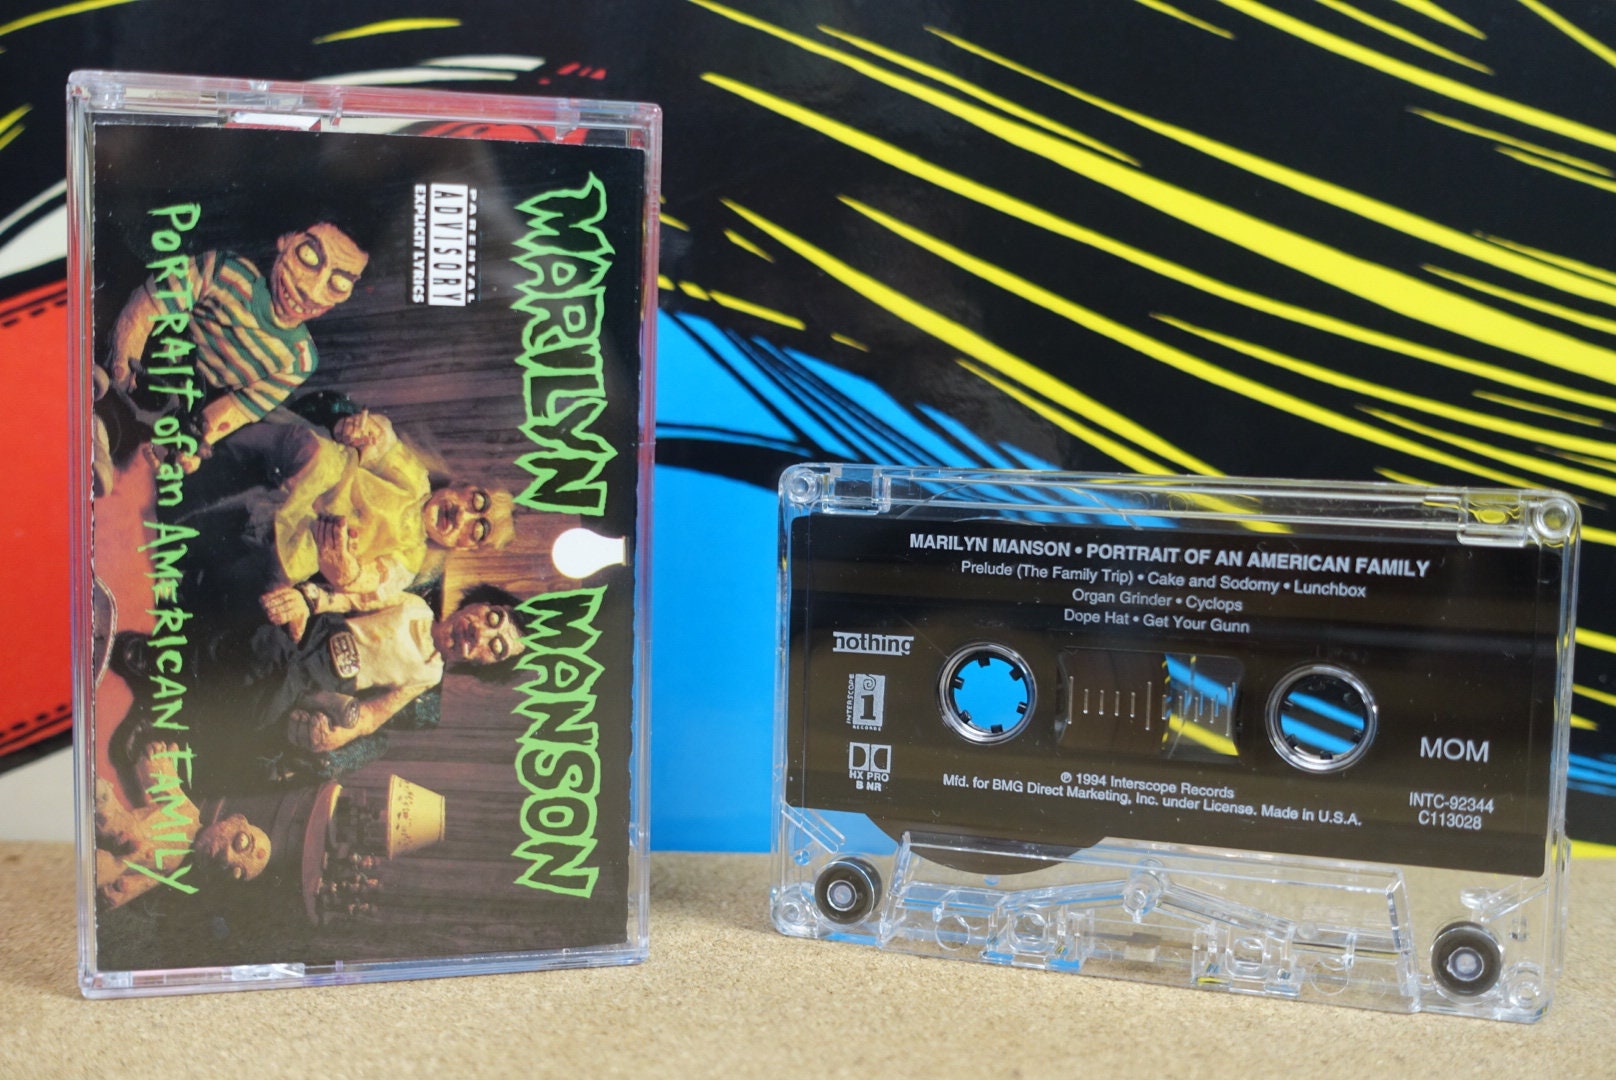 MARILYN MANSON
PARENTAL
ADVISORY
EXPLICIT LYRICS
PORTRAIT of an AMERICAN FAMILY
MARILYN MANSON • PORTRAIT OF AN AMERICAN FAMILY
Prelude (The Family Trip) • Cake and Sodomy • Lunchbox
Organ Grinder • Cyclops
Dope Hat • Get Your Gunn
nothing
INTERSCOPE
i
RECORDS
HX PRO
B NR
MOM
℗ 1994 Interscope Records
Mfd. for BMG Direct Marketing, Inc. under License. Made in U.S.A.
INTC-92344
C113028